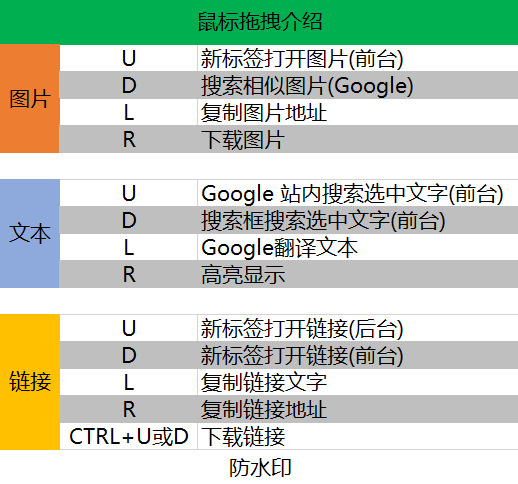 鼠标拖拽介绍
图片
U 新标签打开图片(前台)
D 搜索相似图片(Google)
L 复制图片地址
R 下载图片
文本
U Google 站内搜索选中文字(前台)
D 搜索框搜索选中文字(前台)
L Google翻译文本
R 高亮显示
链接
U 新标签打开链接(后台)
D 新标签打开链接(前台)
L 复制链接文字
R 复制链接地址
CTRL+U或D 下载链接
防水印